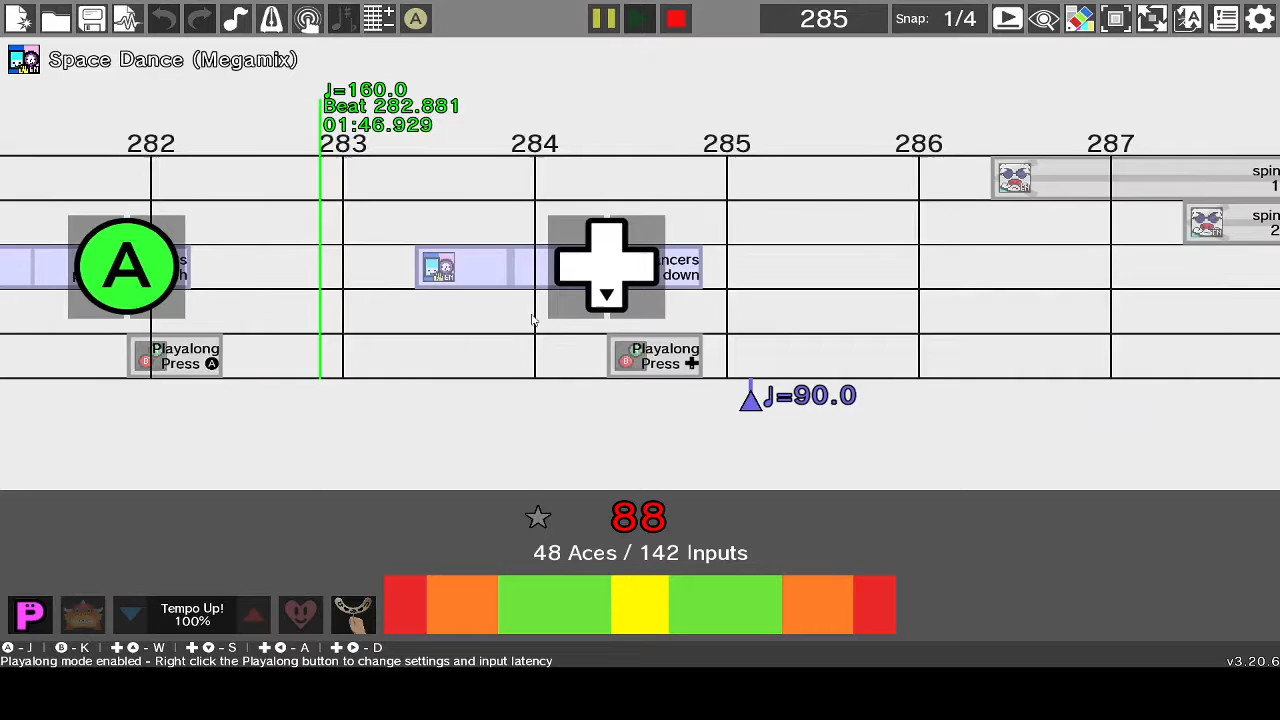 A
285
Snap: 1/4
A
Space Dance (Megamix)
♩=160.0
Beat 282.881
01:46.929
282
283
284
285
286
287
spin
1
spin
2
A
s
h
EN
ncers
down
Playalong
Press A
Playalong
Press ✚
♩=90.0
88
48 Aces / 142 Inputs
P
Tempo Up!
100%
A - J B - K ✚▲ - W ✚▼ - S ✚◀ - A ✚▶ - D
Playalong mode enabled - Right click the Playalong button to change settings and input latency
v3.20.6